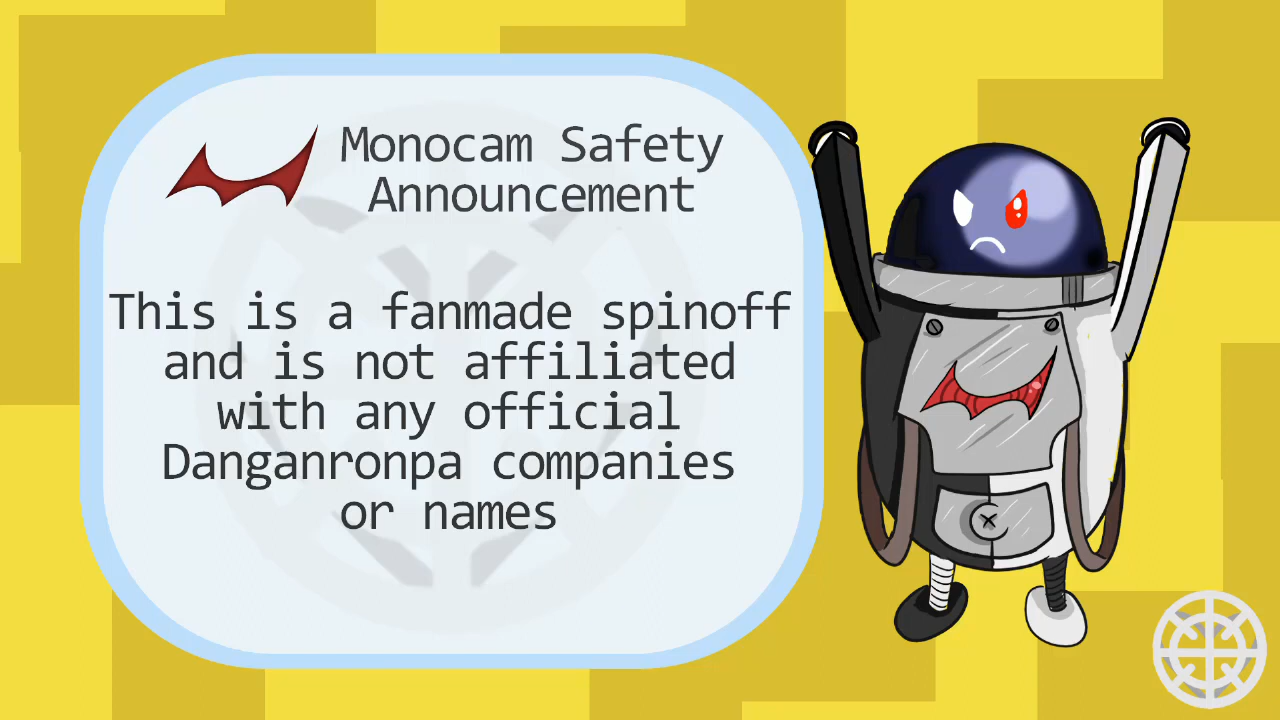 Monocam Safety
Announcement
This is a fanmade spinoff
and is not affiliated
with any official
Danganronpa companies
or names